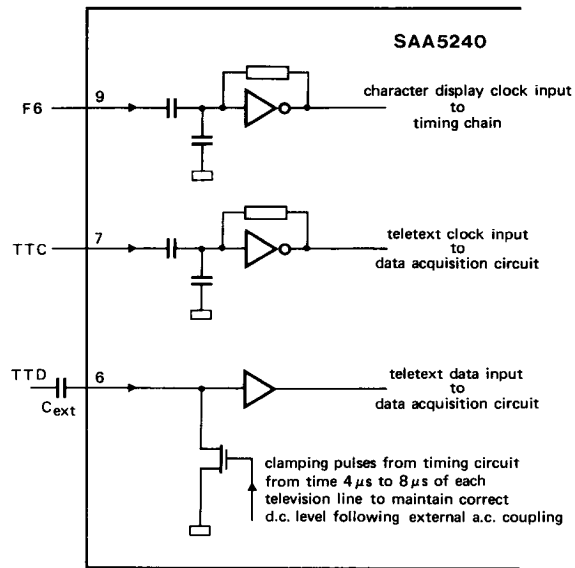 SAA5240
F6
9
character display clock input
to
timing chain
TTC
7
teletext clock input
to
data acquisition circuit
TTD
6
Cext
teletext data input
to
data acquisition circuit
clamping pulses from timing circuit
from time 4 µs to 8 µs of each
television line to maintain correct
d.c. level following external a.c. coupling